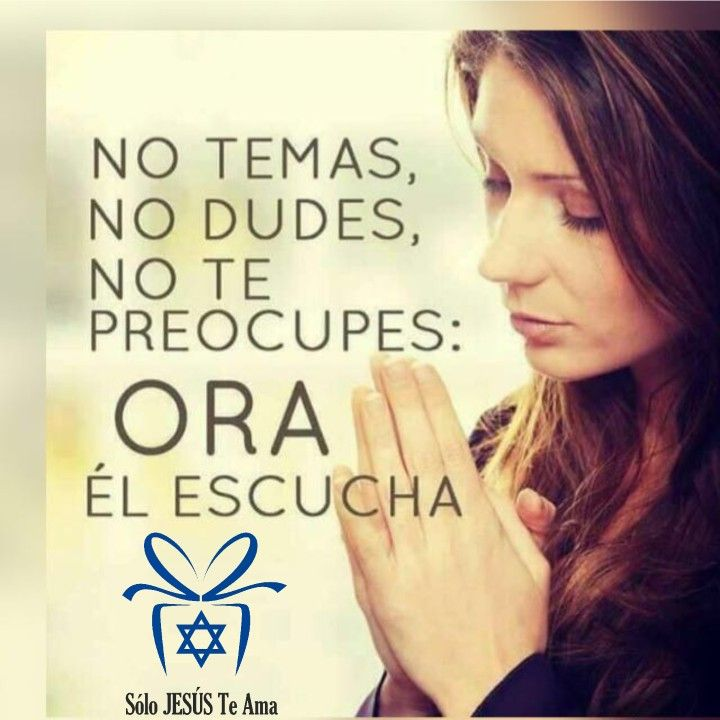 NO TEMAS,
NO DUDES,
NO TE
PREOCUPES:
ORA
ÉL ESCUCHA
Sólo JESÚS Te Ama